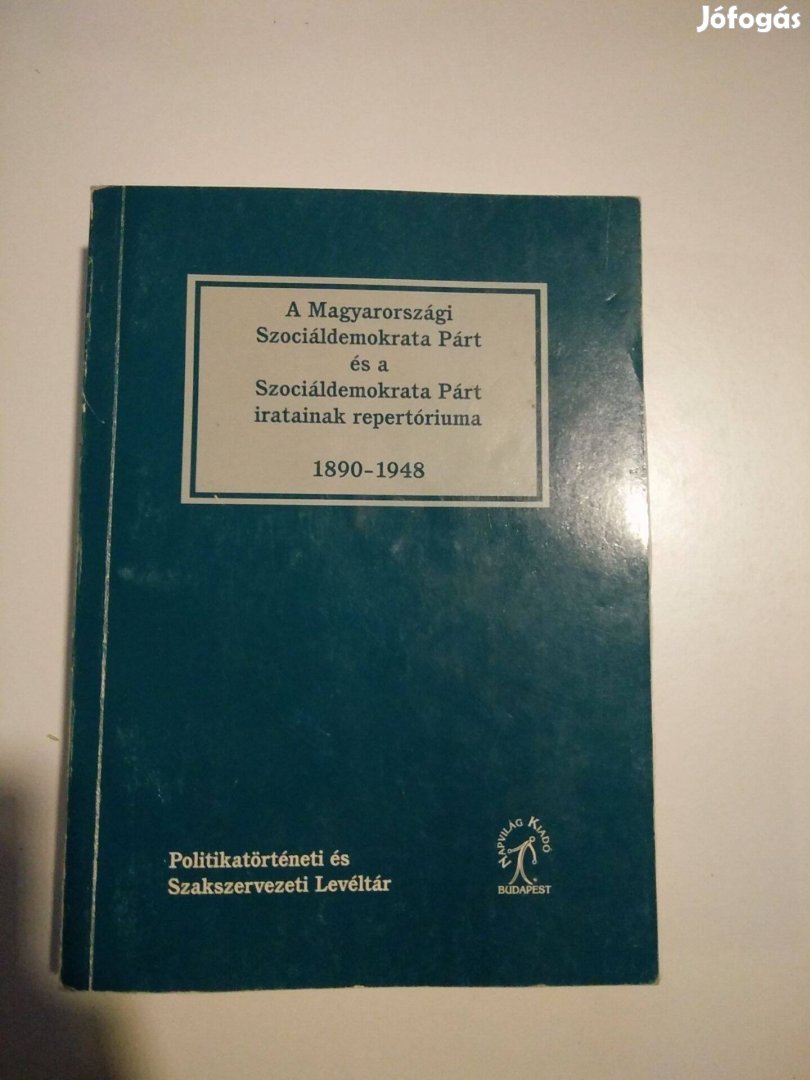 Jófogás
A Magyarországi
Szociáldemokrata Párt
és a
Szociáldemokrata Párt
iratainak repertóriuma
1890-1948
Politikatörténeti és
Szakszervezeti Levéltár
NAPVILÁG KIADÓ
BUDAPEST